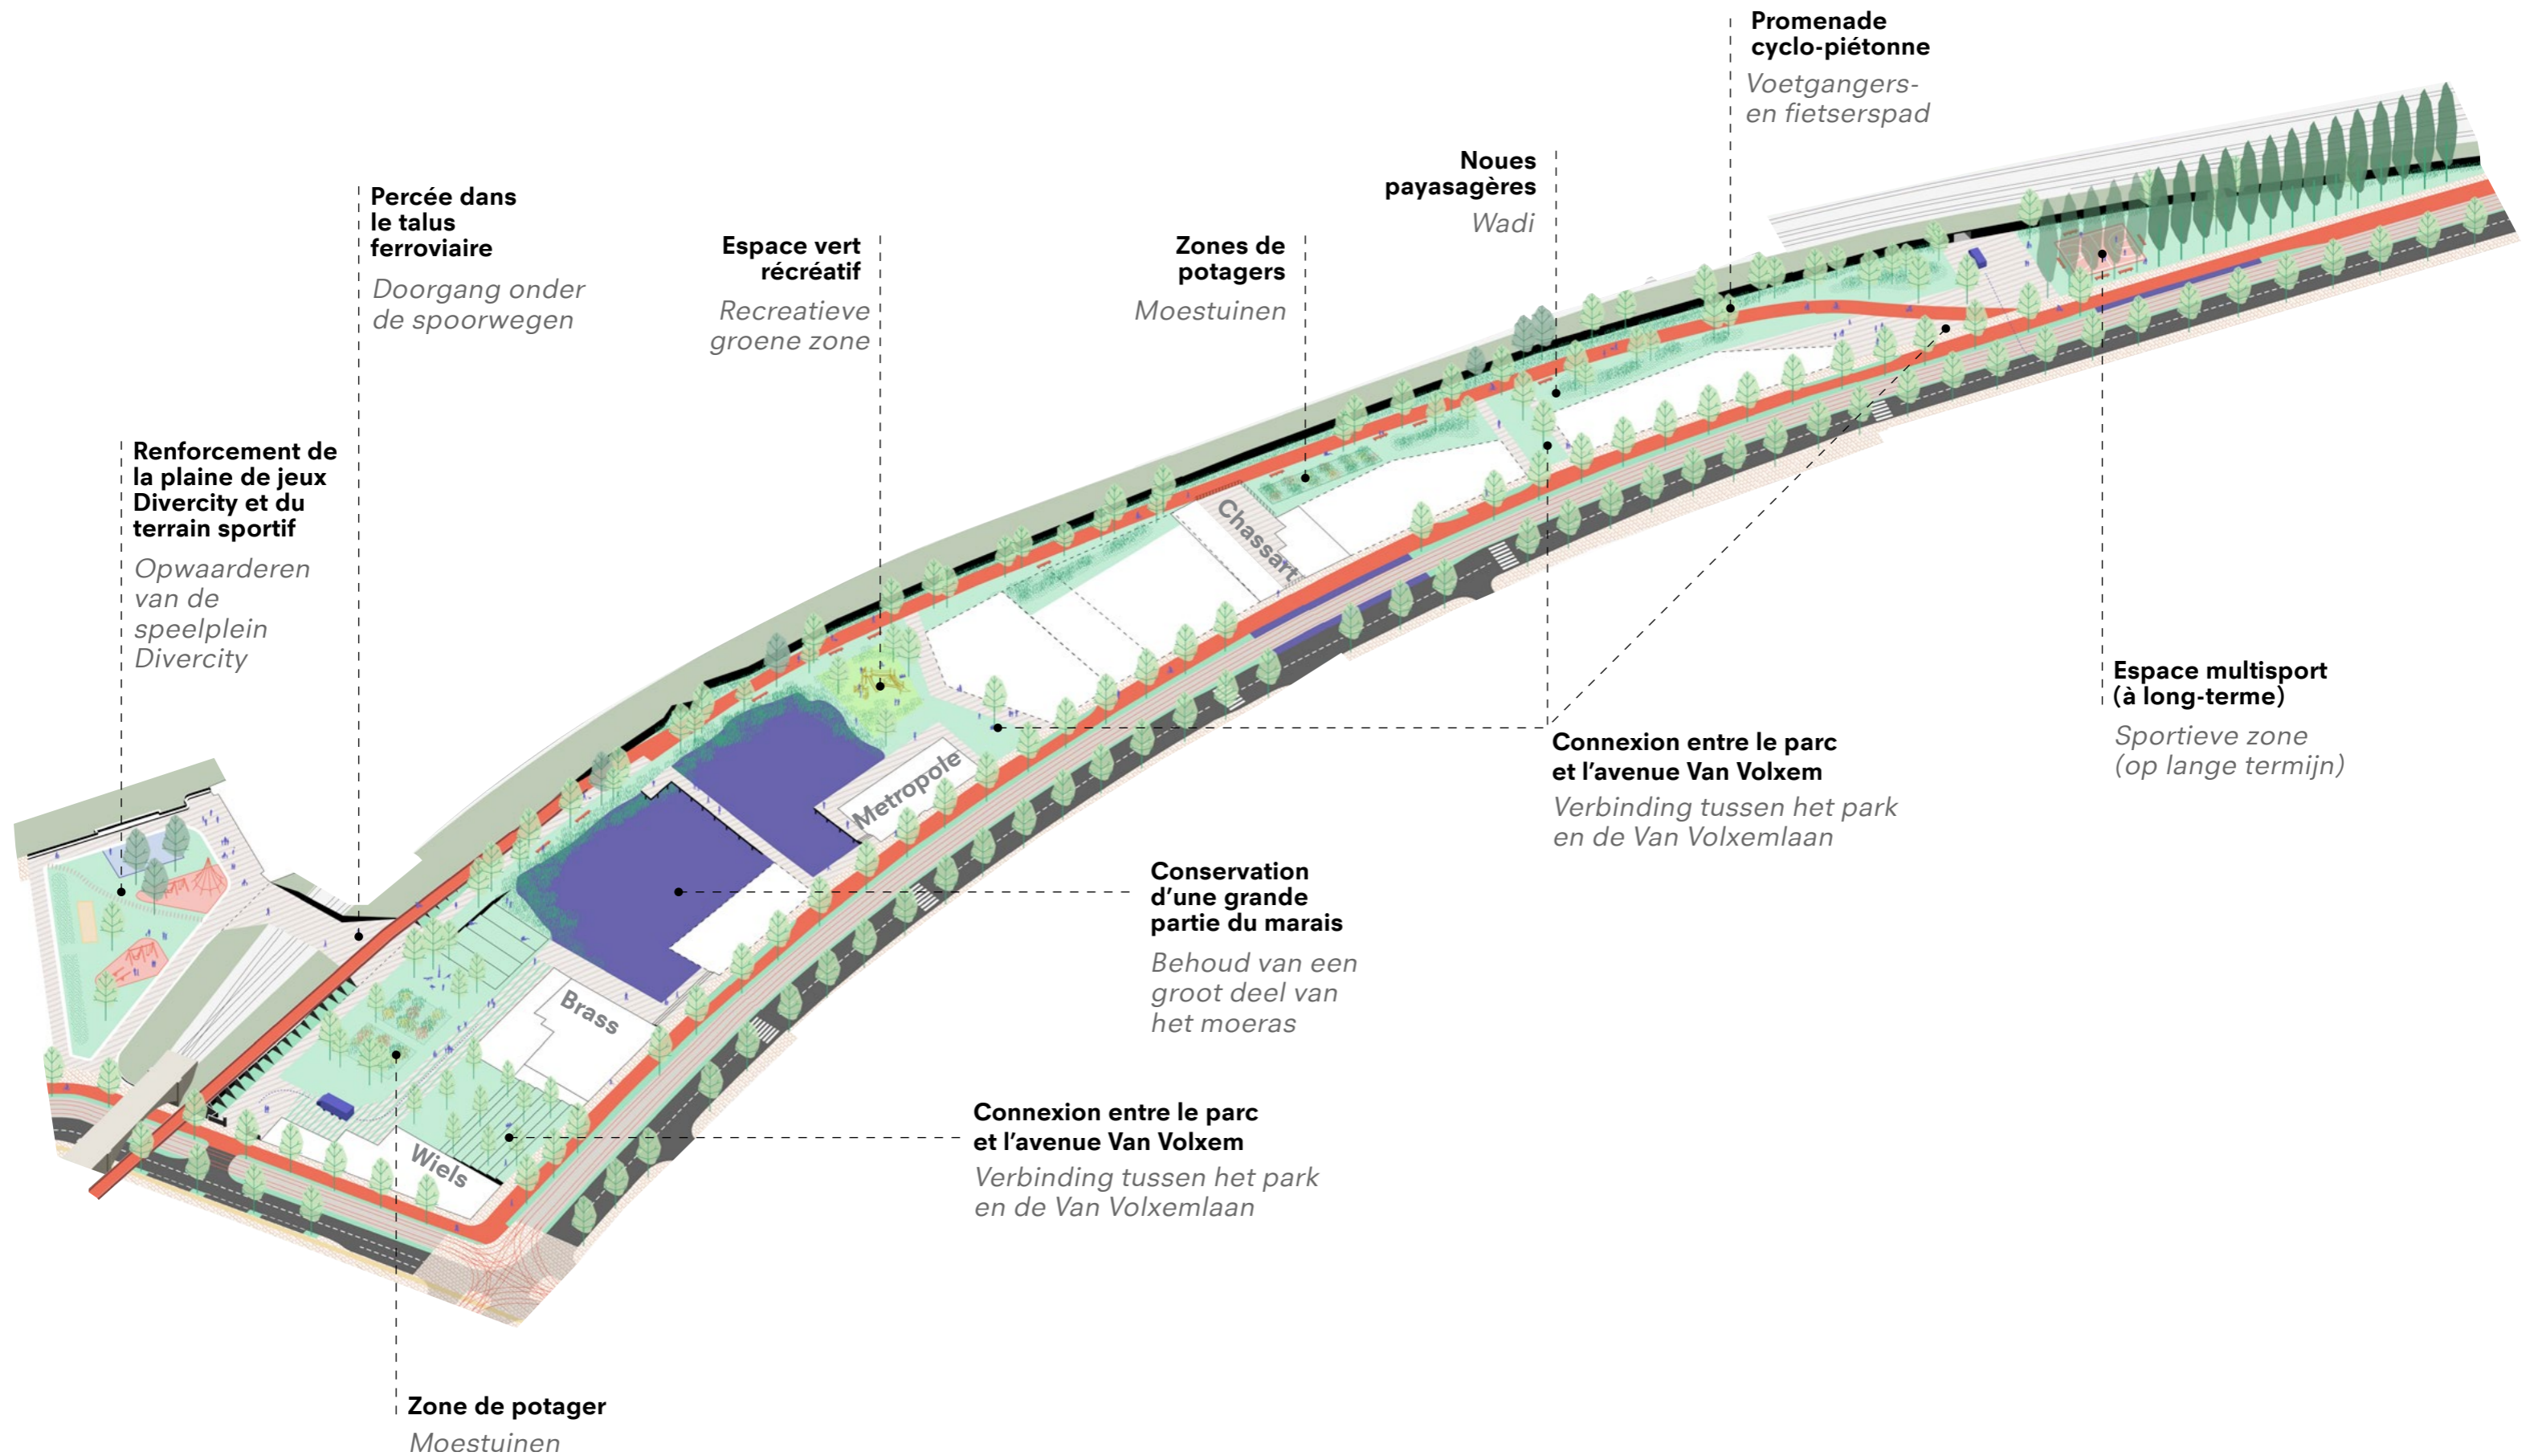 Promenade
cyclo-piétonne
Voetgangers-
en fietserspad
Noues
payasagères
Wadi
Percée dans
le talus
ferroviaire
Doorgang onder
de spoorwegen
Espace vert
récréatif
Recreatieve
groene zone
Zones de
potagers
Moestuinen
Renforcement de
la plaine de jeux
Divercity et du
terrain sportif
Opwaarderen
van de
speelplein
Divercity
Chassart
Metropole
Brass
Wiels
Espace multisport
(à long-terme)
Sportieve zone
(op lange termijn)
Connexion entre le parc
et l’avenue Van Volxem
Verbinding tussen het park
en de Van Volxemlaan
Conservation
d’une grande
partie du marais
Behoud van een
groot deel van
het moeras
Connexion entre le parc
et l’avenue Van Volxem
Verbinding tussen het park
en de Van Volxemlaan
Zone de potager
Moestuinen